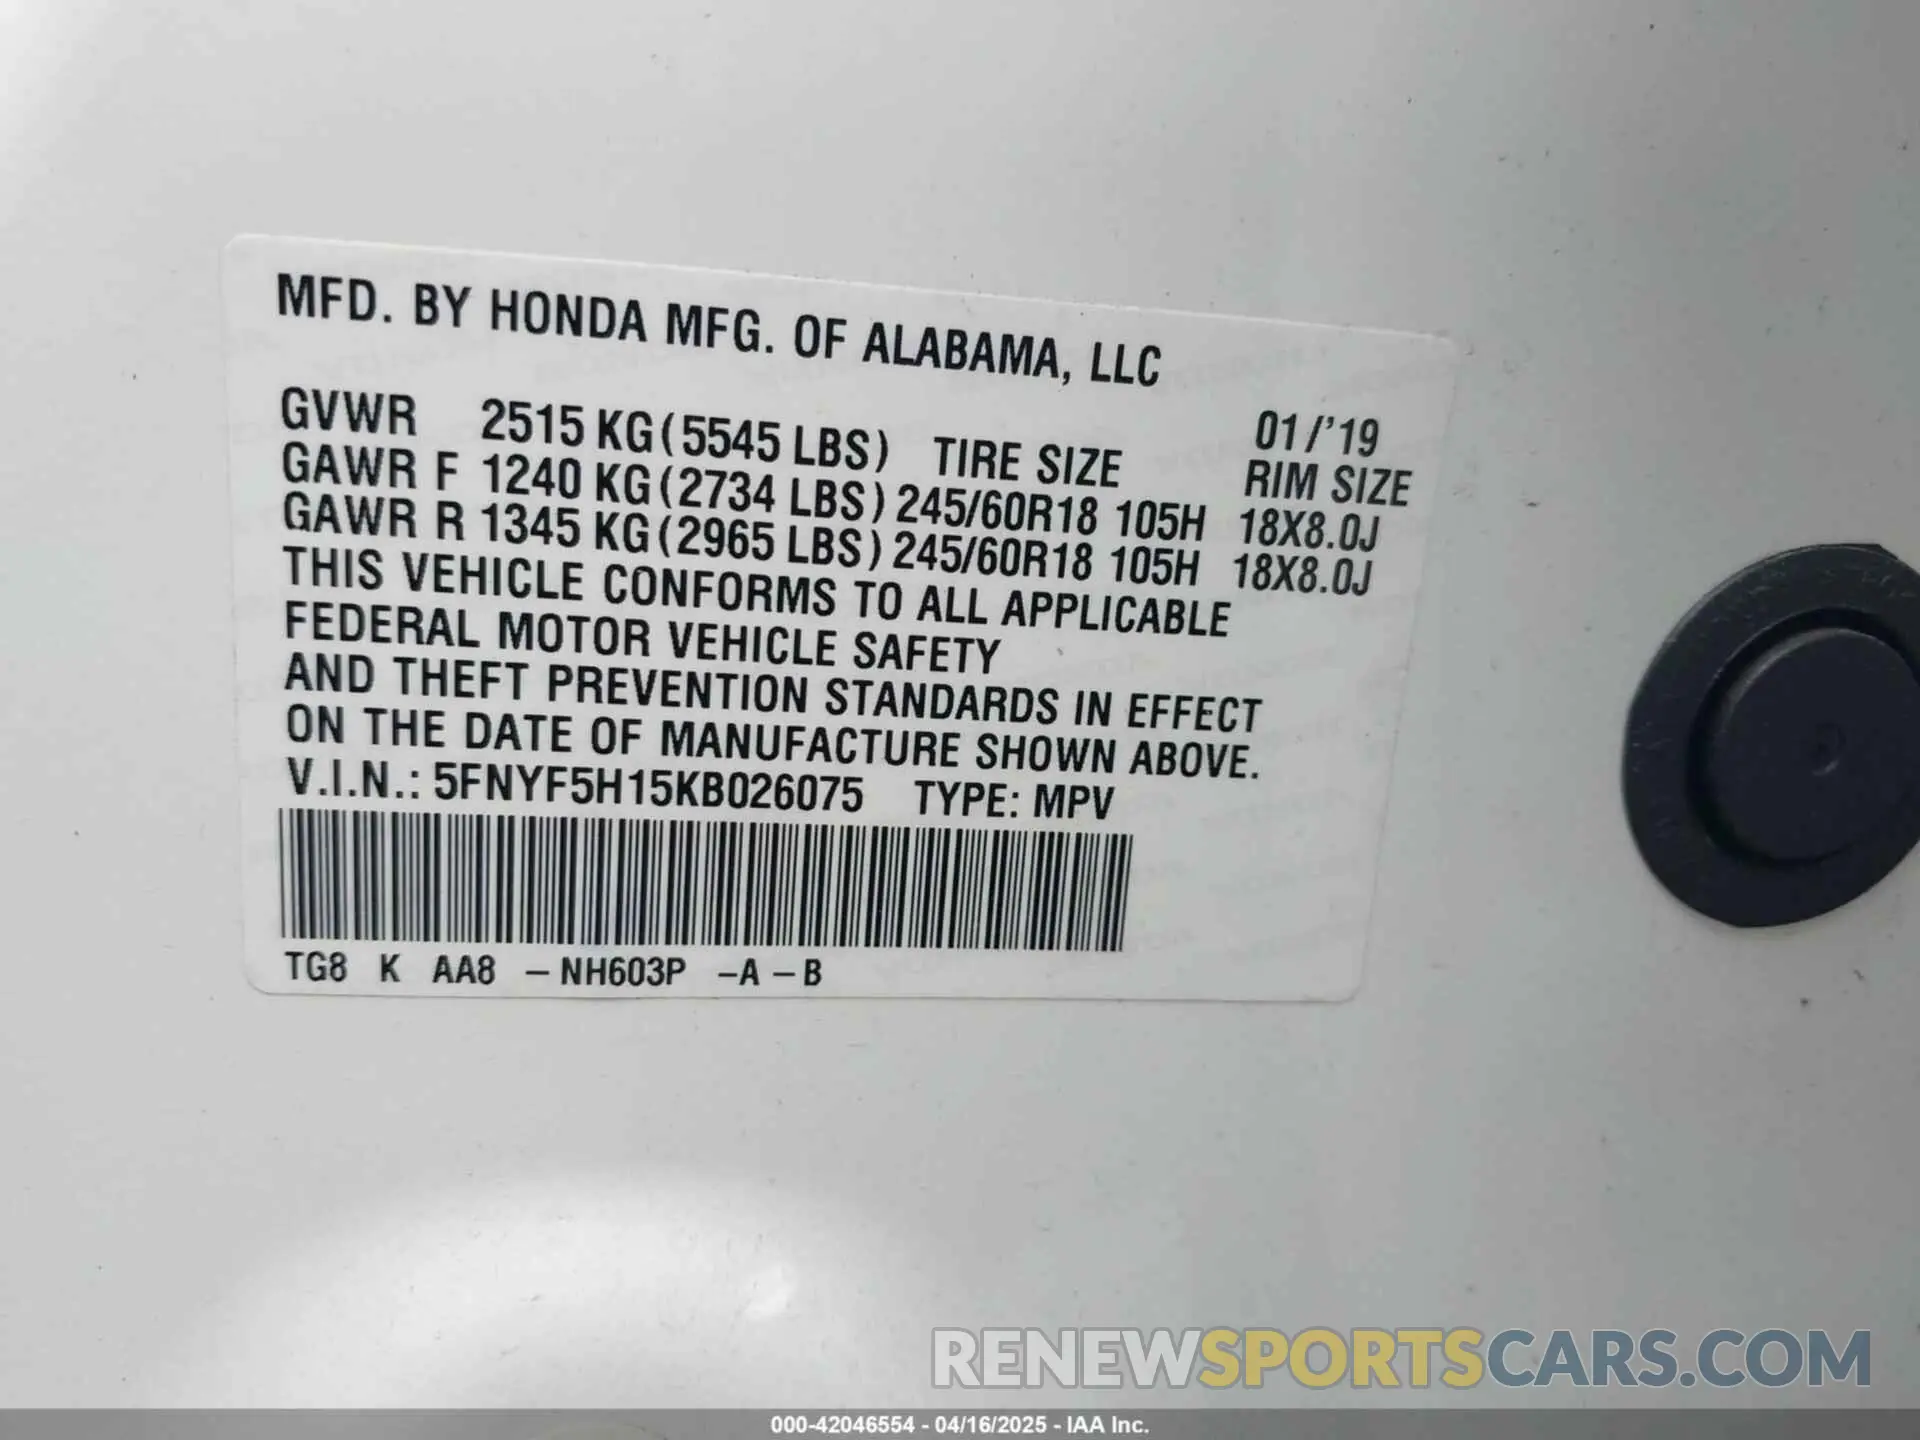 MFD. BY HONDA MFG. OF ALABAMA, LLC
01/'19
GVWR 2515 KG (5545 LBS) TIRE SIZE RIM SIZE
GAWR F 1240 KG (2734 LBS) 245/60R18 105H 18X8.0J
GAWR R 1345 KG (2965 LBS) 245/60R18 105H 18X8.0J
THIS VEHICLE CONFORMS TO ALL APPLICABLE
FEDERAL MOTOR VEHICLE SAFETY
AND THEFT PREVENTION STANDARDS IN EFFECT
ON THE DATE OF MANUFACTURE SHOWN ABOVE.
V.I.N.: 5FNYF5H15KB026075 TYPE: MPV
TG8 K AA8 – NH603P –A – B
RENEWSPORTSCARS.COM
000-42046554 - 04/16/2025 - IAA Inc.